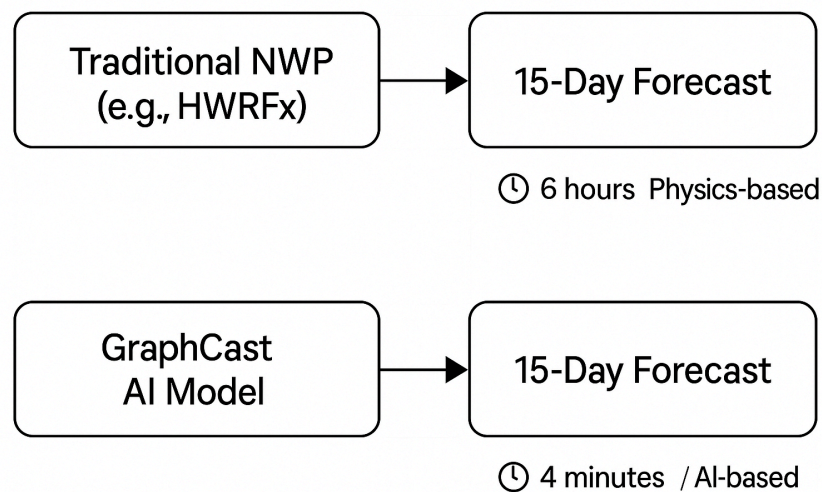 Traditional NWP
(e.g., HWRFx)
15-Day Forecast
6 hours Physics-based
GraphCast
AI Model
15-Day Forecast
4 minutes / AI-based